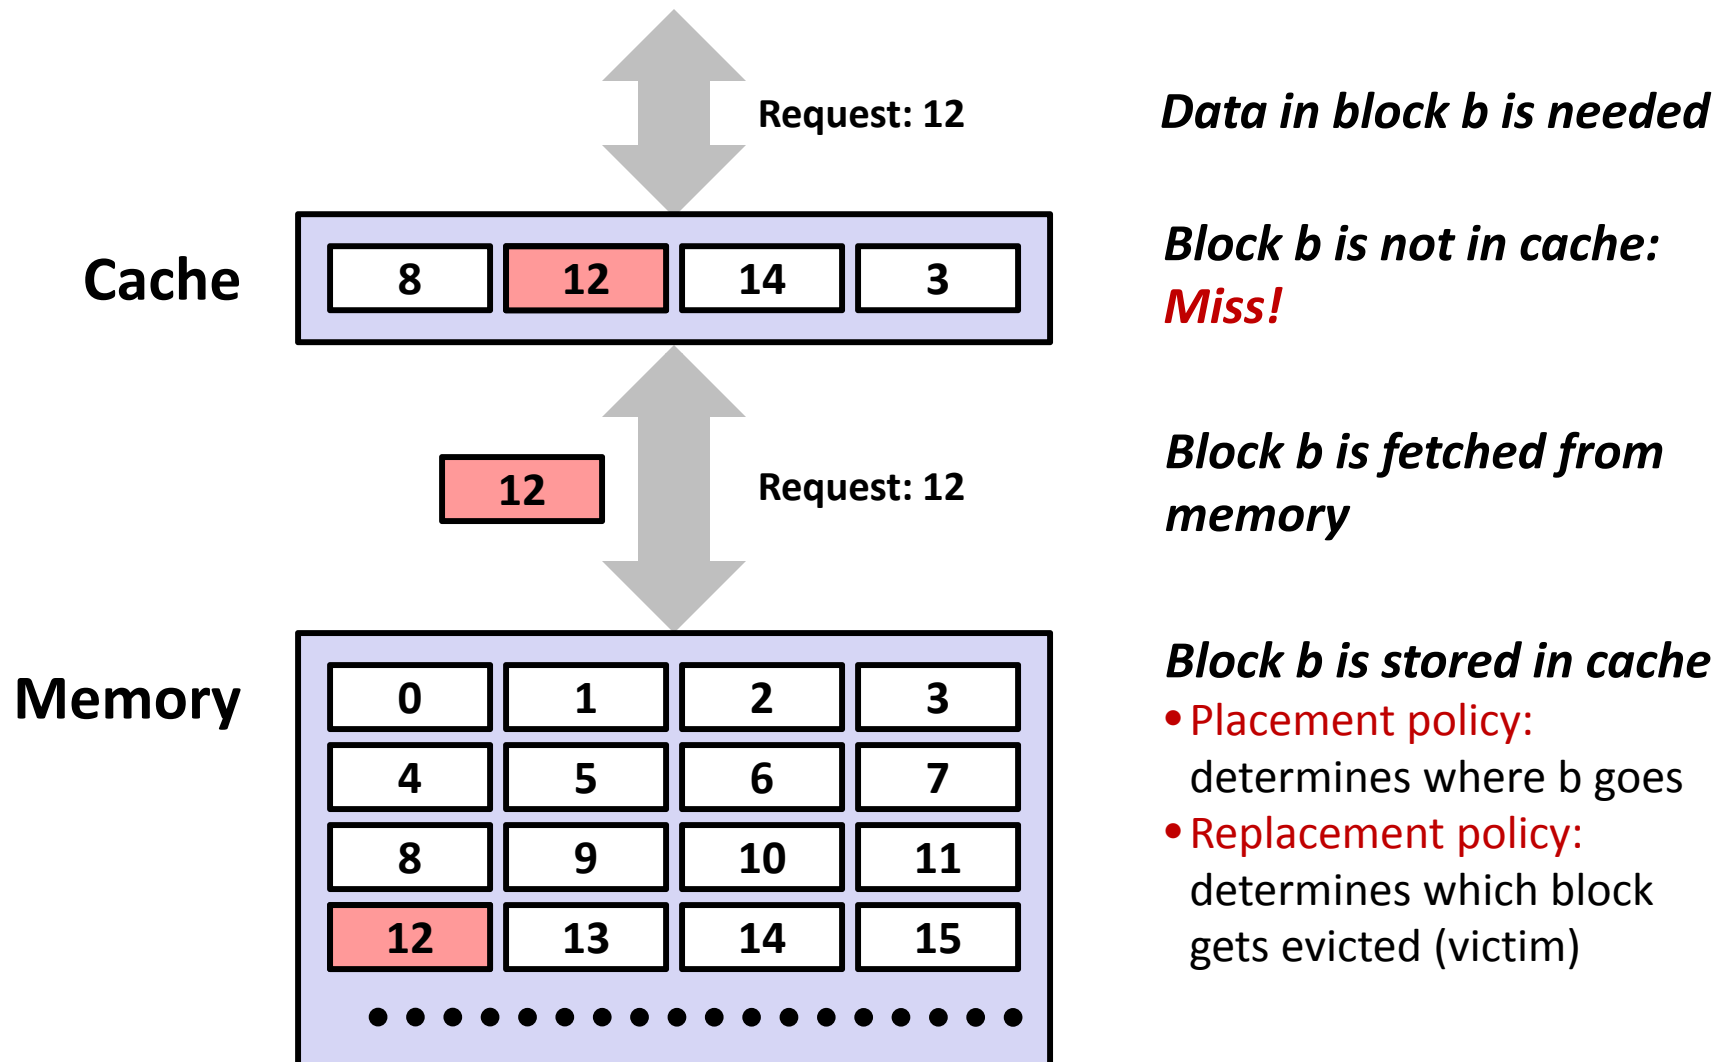 Request: 12
Data in block b is needed
Cache
8 12 14 3
Block b is not in cache:
Miss!
12
Request: 12
Block b is fetched from
memory
Memory
0 1 2 3
4 5 6 7
8 9 10 11
12 13 14 15
Block b is stored in cache
• Placement policy:
determines where b goes
• Replacement policy:
determines which block
gets evicted (victim)